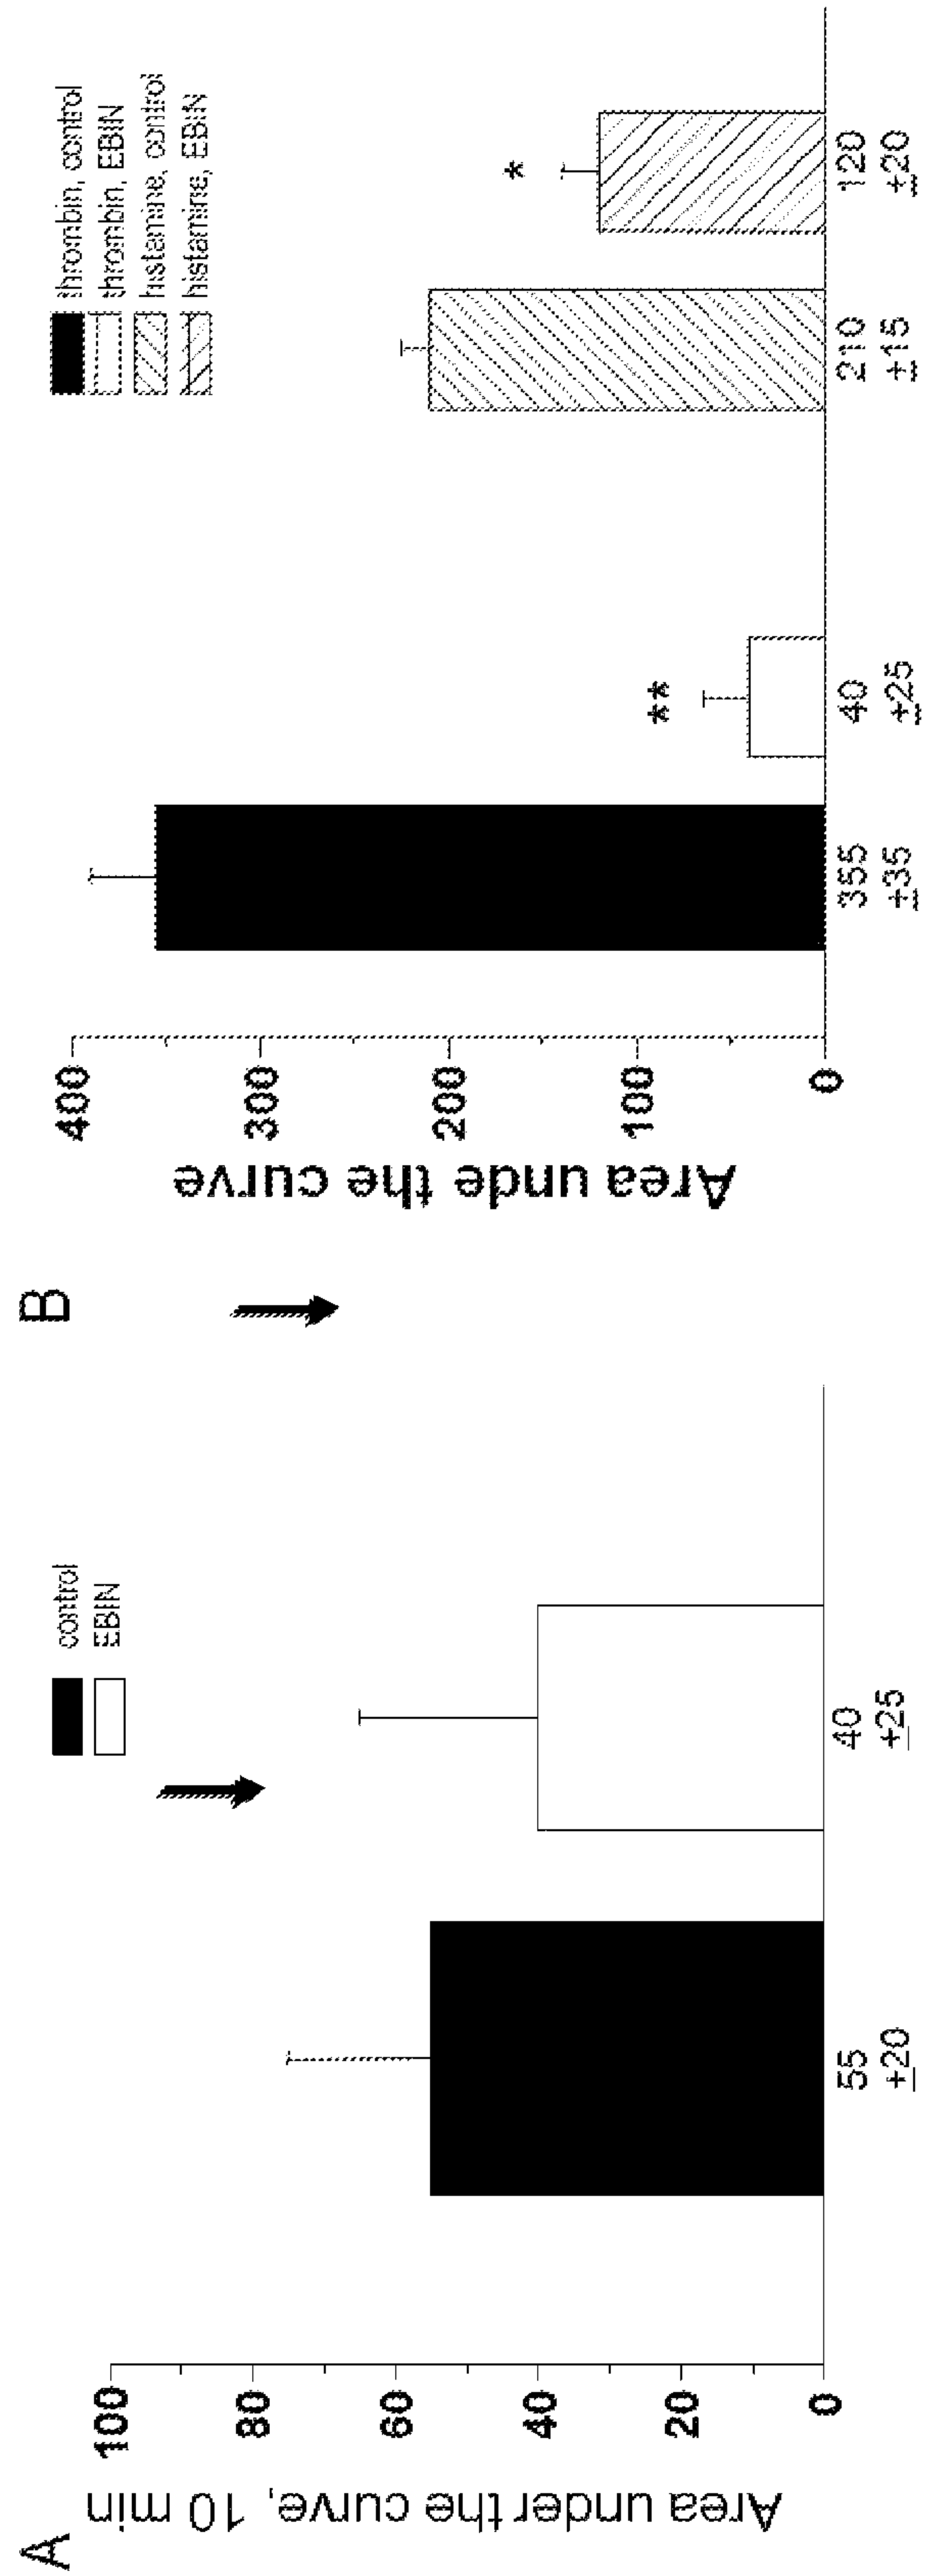 A
Area under the curve, 10 min
100
80
60
40
20
0
control
EBIN
55
±20
40
±25
B
Area unde the curve
400
300
200
100
0
thrombin, control
thrombin, EBIN
histamine, control
histamine, EBIN
**
*
355
±35
40
±25
210
±15
120
±20